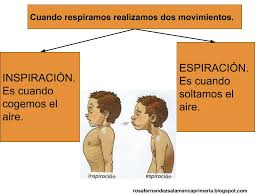 Cuando respiramos realizamos dos movimientos.
INSPIRACIÓN.
Es cuando
cogemos el
aire.
ESPIRACIÓN.
Es cuando
soltamos el
aire.
inspiración
espiración
rosafernandezsalamancaprimaria.blogspot.com